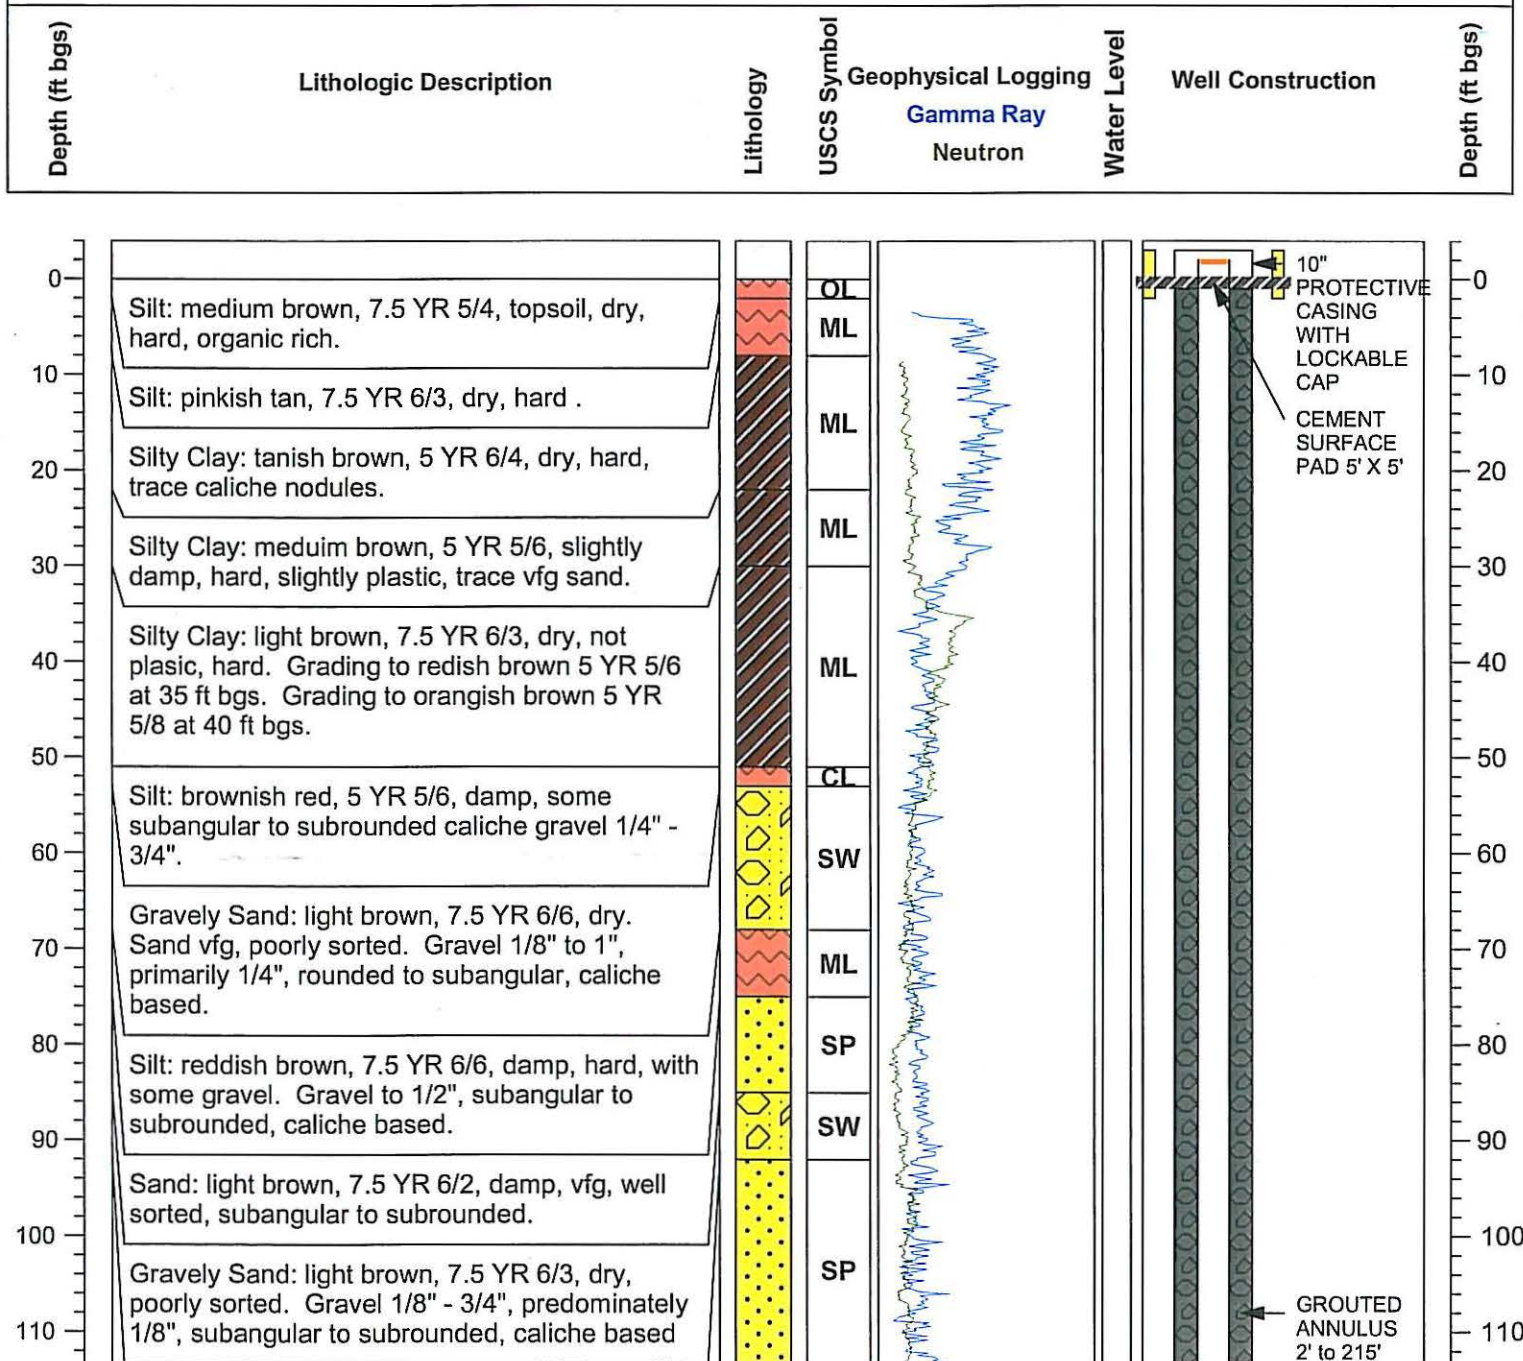 Depth (ft bgs)
Lithologic Description
Lithology
USCS Symbol
Geophysical Logging
Gamma Ray
Neutron
Water Level
Well Construction
Depth (ft bgs)
0
10
20
30
40
50
60
70
80
90
100
110
Silt: medium brown, 7.5 YR 5/4, topsoil, dry,
hard, organic rich.
Silt: pinkish tan, 7.5 YR 6/3, dry, hard .
Silty Clay: tanish brown, 5 YR 6/4, dry, hard,
trace caliche nodules.
Silty Clay: meduim brown, 5 YR 5/6, slightly
damp, hard, slightly plastic, trace vfg sand.
Silty Clay: light brown, 7.5 YR 6/3, dry, not
plasic, hard. Grading to redish brown 5 YR 5/6
at 35 ft bgs. Grading to orangish brown 5 YR
5/8 at 40 ft bgs.
Silt: brownish red, 5 YR 5/6, damp, some
subangular to subrounded caliche gravel 1/4" -
3/4".
Gravely Sand: light brown, 7.5 YR 6/6, dry.
Sand vfg, poorly sorted. Gravel 1/8" to 1",
primarily 1/4", rounded to subangular, caliche
based.
Silt: reddish brown, 7.5 YR 6/6, damp, hard, with
some gravel. Gravel to 1/2", subangular to
subrounded, caliche based.
Sand: light brown, 7.5 YR 6/2, damp, vfg, well
sorted, subangular to subrounded.
Gravely Sand: light brown, 7.5 YR 6/3, dry,
poorly sorted. Gravel 1/8" - 3/4", predominately
1/8", subangular to subrounded, caliche based
OL
ML
ML
ML
ML
CL
SW
ML
SP
SW
SP
10"
PROTECTIVE
CASING
WITH
LOCKABLE
CAP
CEMENT
SURFACE
PAD 5' X 5'
GROUTED
ANNULUS
2' to 215'
0
10
20
30
40
50
60
70
80
90
100
110